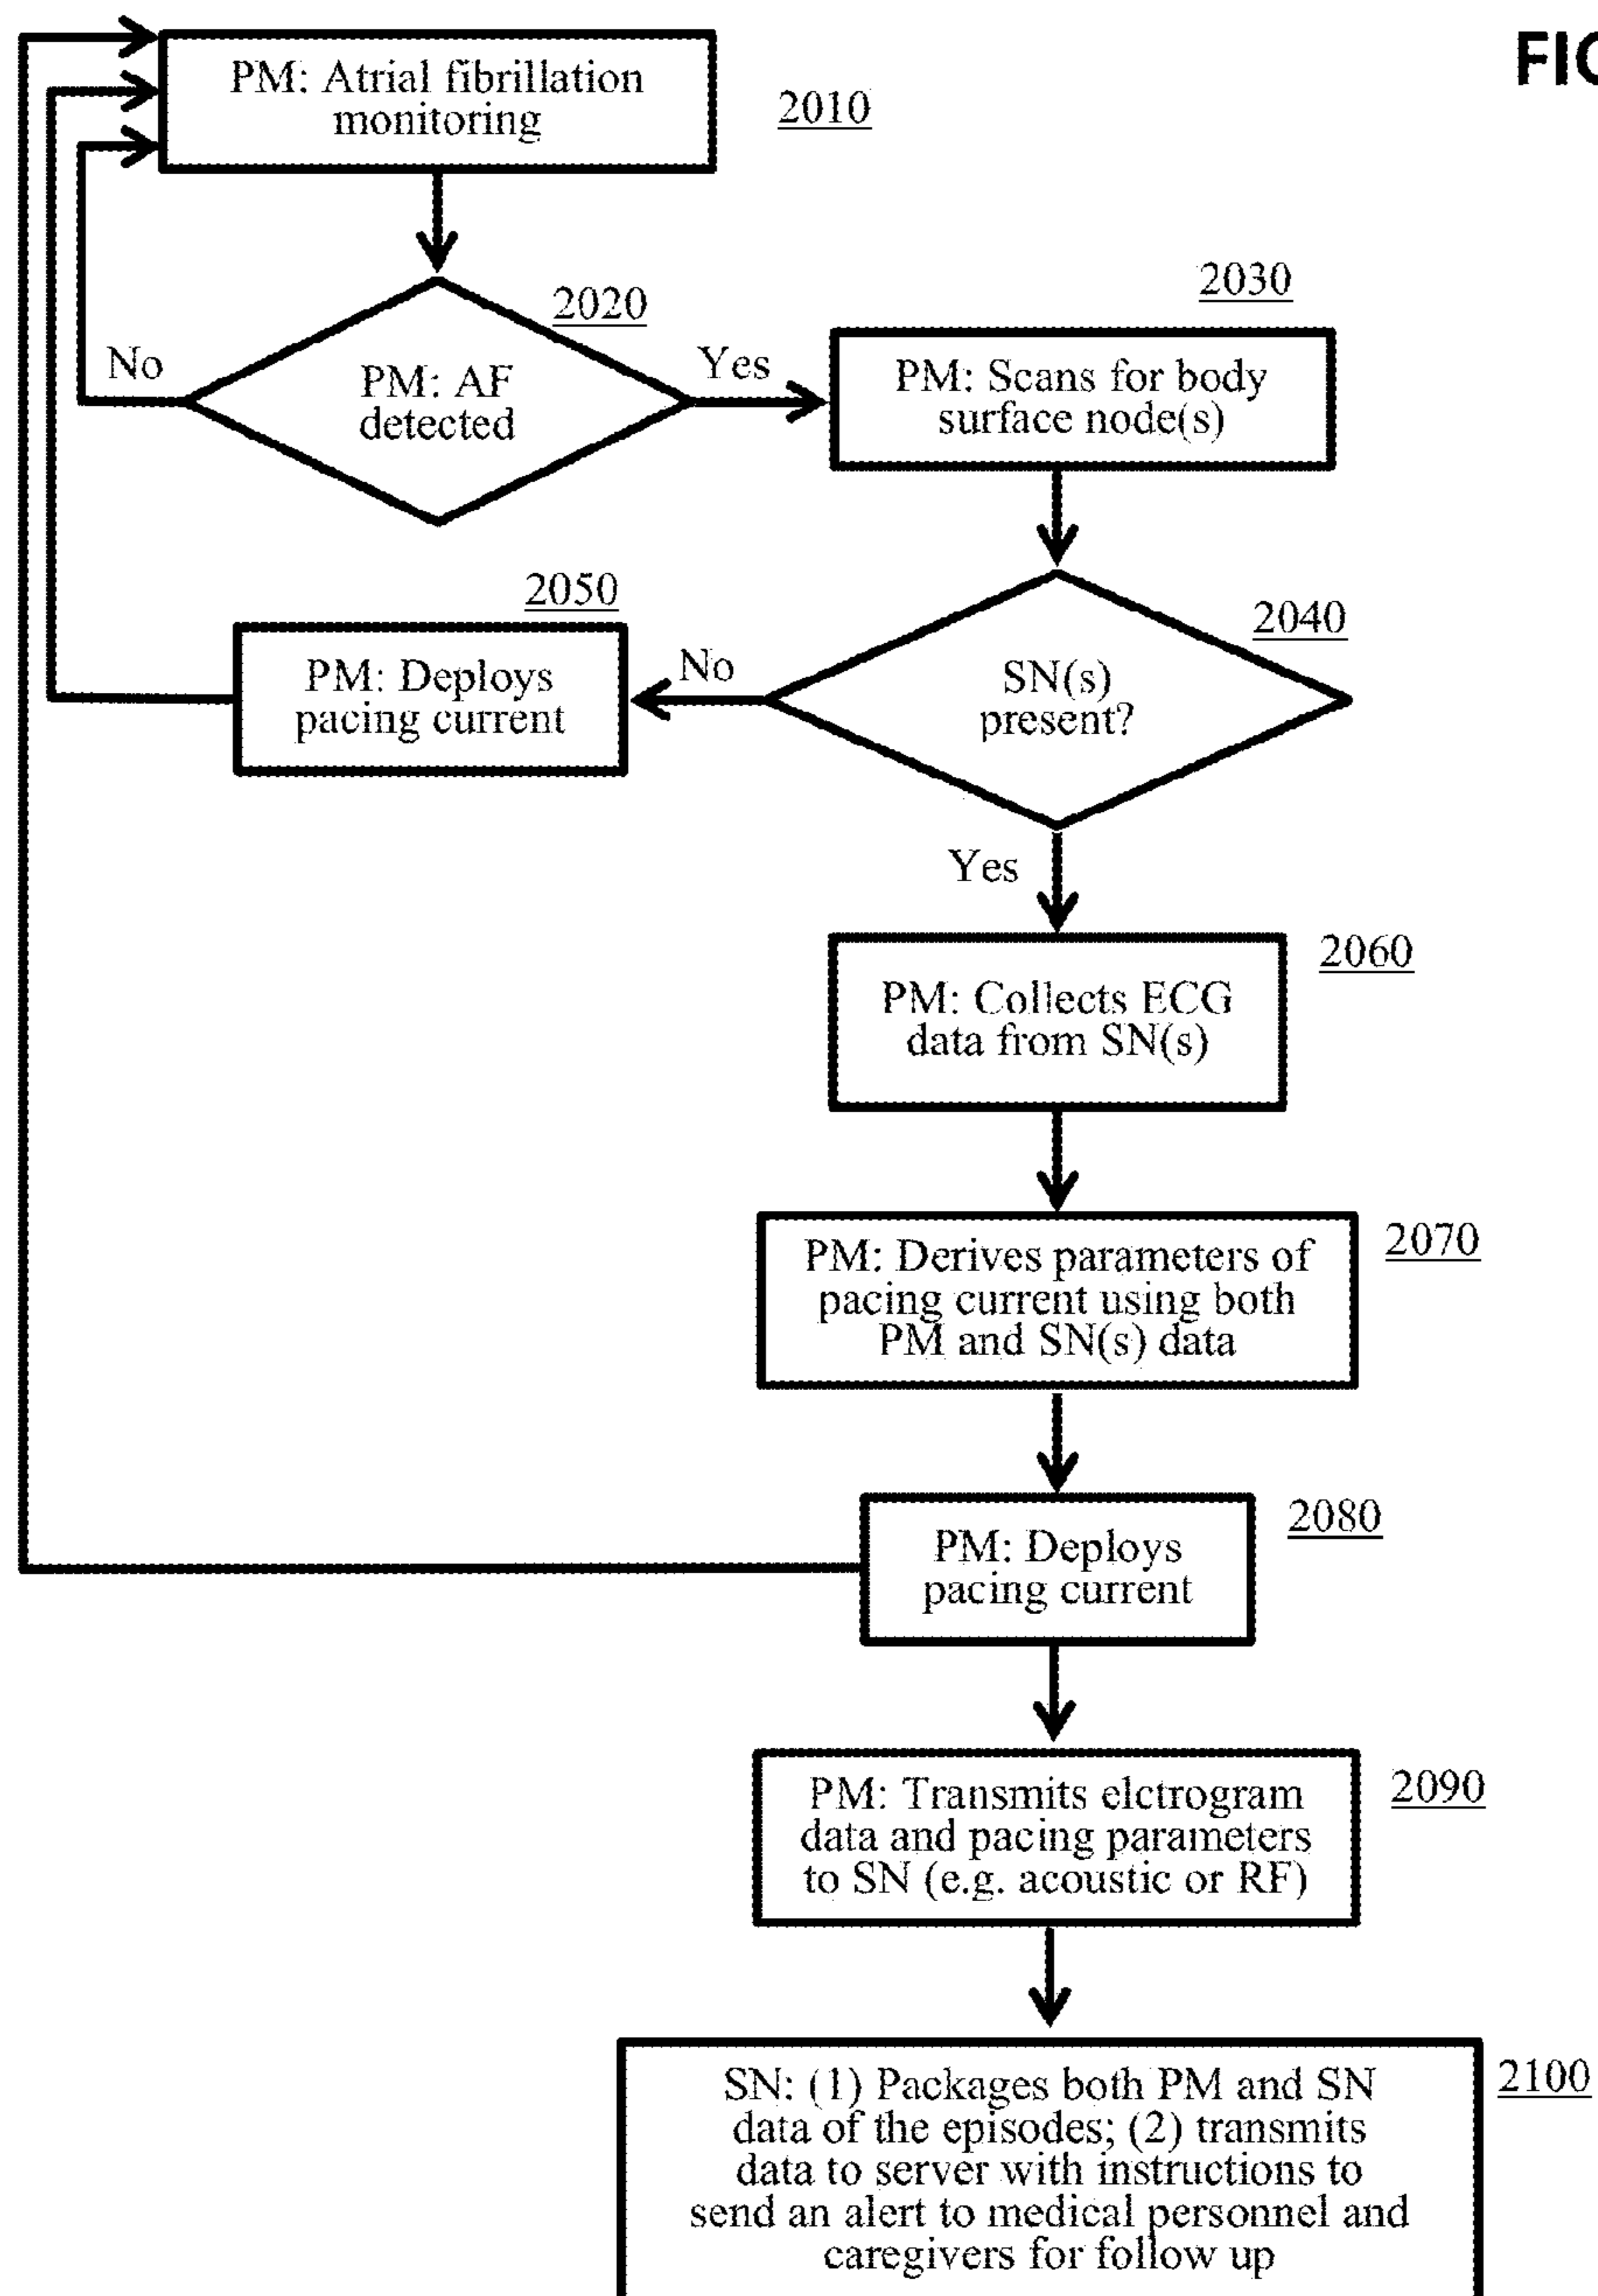 FIG
PM: Atrial fibrillation
monitoring
2010
2020
PM: AF
detected
No
Yes
2030
PM: Scans for body
surface node(s)
2040
SN(s)
present?
No
2050
PM: Deploys
pacing current
Yes
2060
PM: Collects ECG
data from SN(s)
2070
PM: Derives parameters of
pacing current using both
PM and SN(s) data
2080
PM: Deploys
pacing current
2090
PM: Transmits elctrogram
data and pacing parameters
to SN (e.g. acoustic or RF)
2100
SN: (1) Packages both PM and SN
data of the episodes; (2) transmits
data to server with instructions to
send an alert to medical personnel and
caregivers for follow up